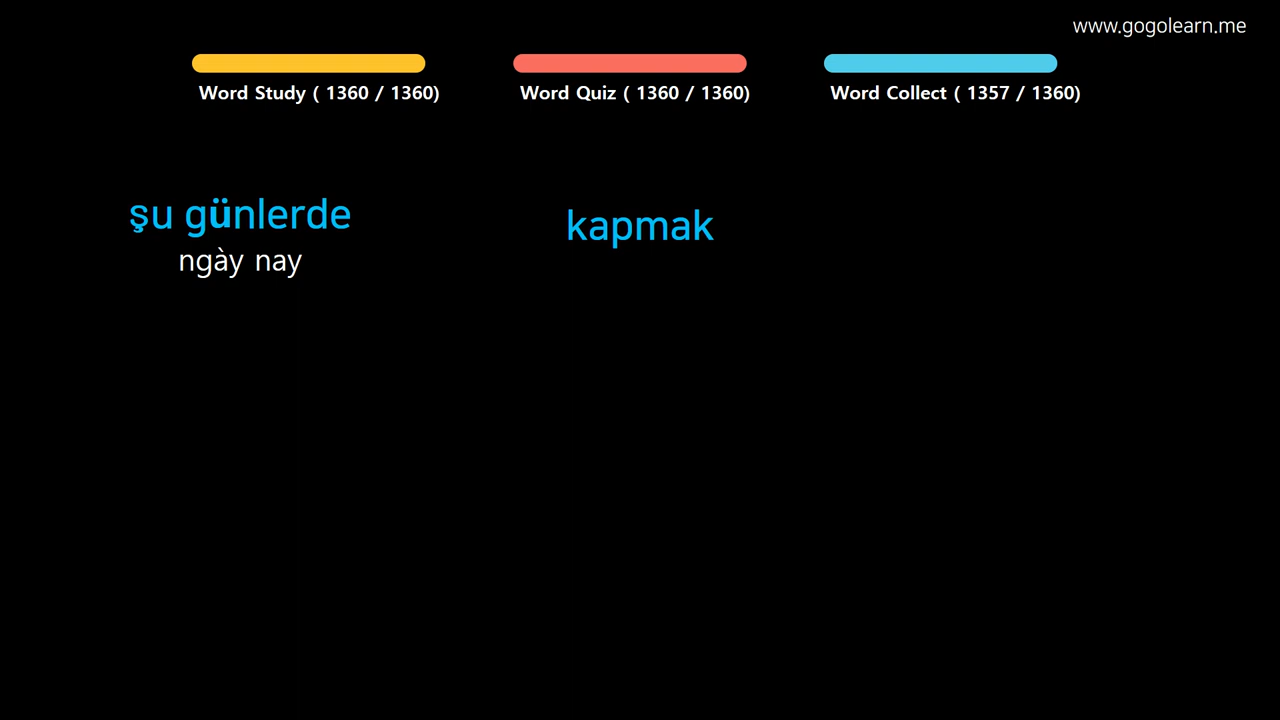 www.gogolearn.me
Word Study ( 1360 / 1360)
Word Quiz ( 1360 / 1360)
Word Collect ( 1357 / 1360)
şu günlerde
ngày nay
kapmak